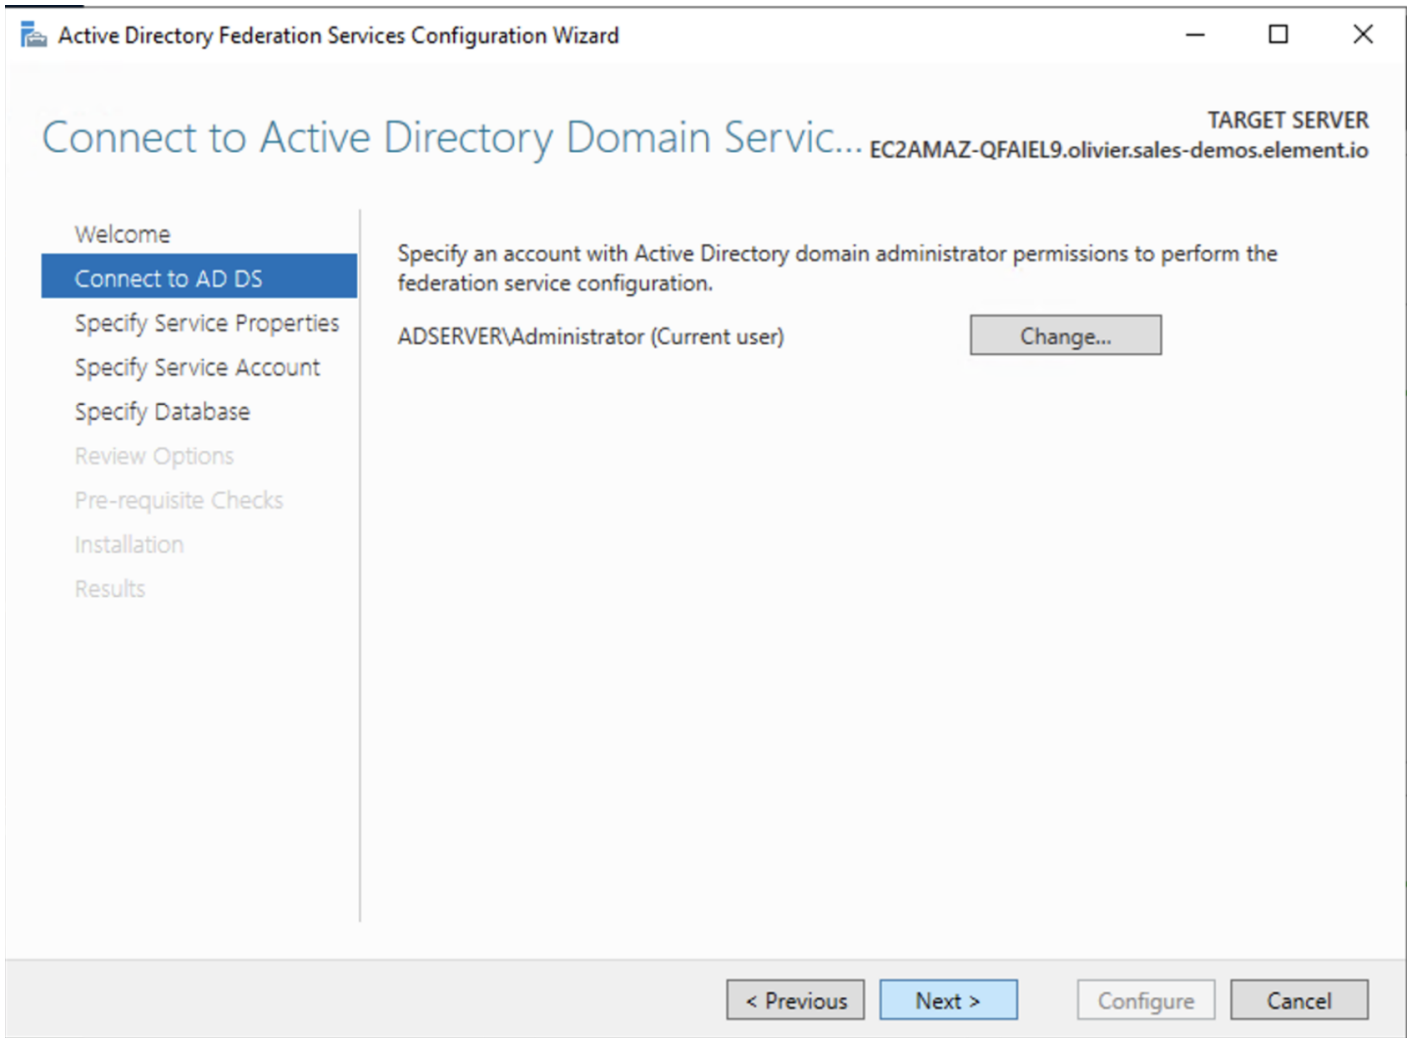 Active Directory Federation Services Configuration Wizard
Connect to Active Directory Domain Servic...
TARGET SERVER
EC2AMAZ-QFAIEL9.olivier.sales-demos.element.io
Welcome
Connect to AD DS
Specify Service Properties
Specify Service Account
Specify Database
Review Options
Pre-requisite Checks
Installation
Results
Specify an account with Active Directory domain administrator permissions to perform the
federation service configuration.
ADSERVER\Administrator (Current user)
Change...
< Previous
Next >
Configure
Cancel